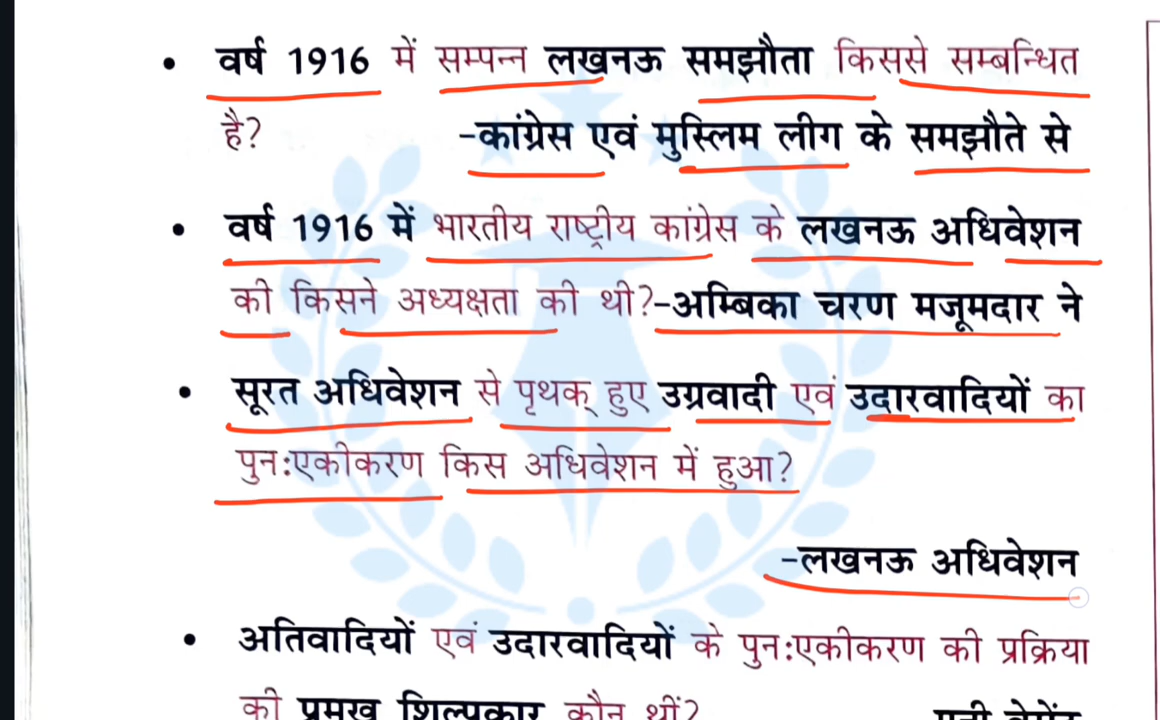 • वर्ष 1916 में सम्पन्न लखनऊ समझौता किससे सम्बन्धित
है? -कांग्रेस एवं मुस्लिम लीग के समझौते से
• वर्ष 1916 में भारतीय राष्ट्रीय कांग्रेस के लखनऊ अधिवेशन
की किसने अध्यक्षता की थी?-अम्बिका चरण मजूमदार ने
• सूरत अधिवेशन से पृथक् हुए उग्रवादी एवं उदारवादियों का
पुन:एकीकरण किस अधिवेशन में हुआ?
-लखनऊ अधिवेशन
• अतिवादियों एवं उदारवादियों के पुन:एकीकरण की प्रक्रिया
की प्रमुख शिल्पकार कौन थीं?